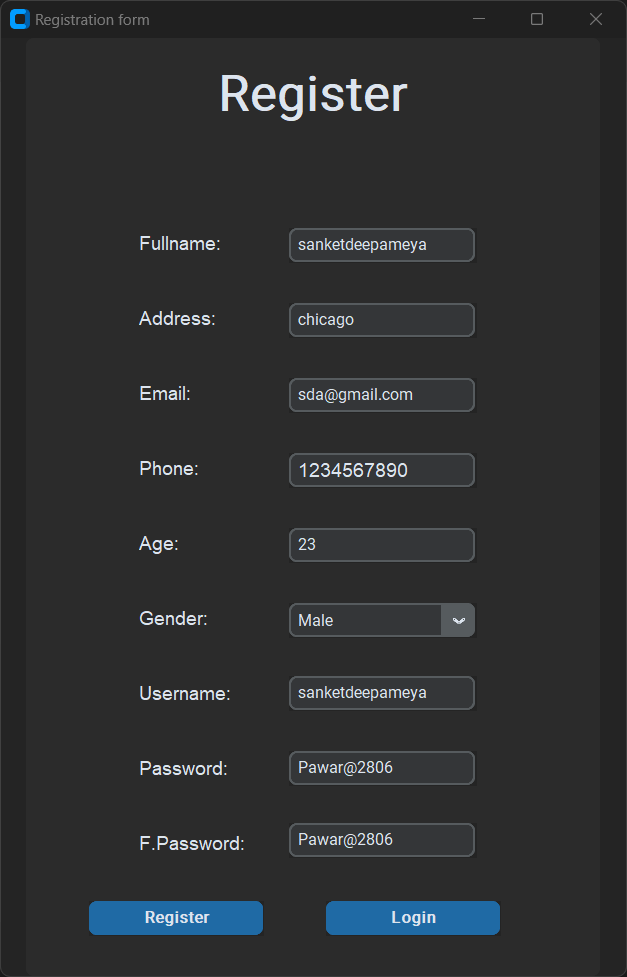 Registration form
Register
Fullname: sanketdeepameya
Address: chicago
Email: sda@gmail.com
Phone: 1234567890
Age: 23
Gender: Male
Username: sanketdeepameya
Password: Pawar@2806
F.Password: Pawar@2806
Register Login